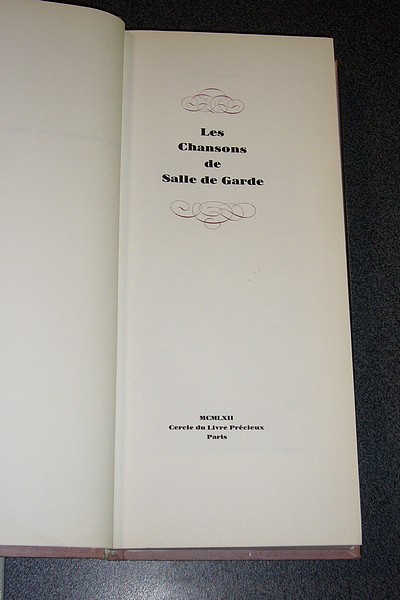 Les
Chansons
de
Salle de Garde
MCMLXII
Cercle du Livre Précieux
Paris